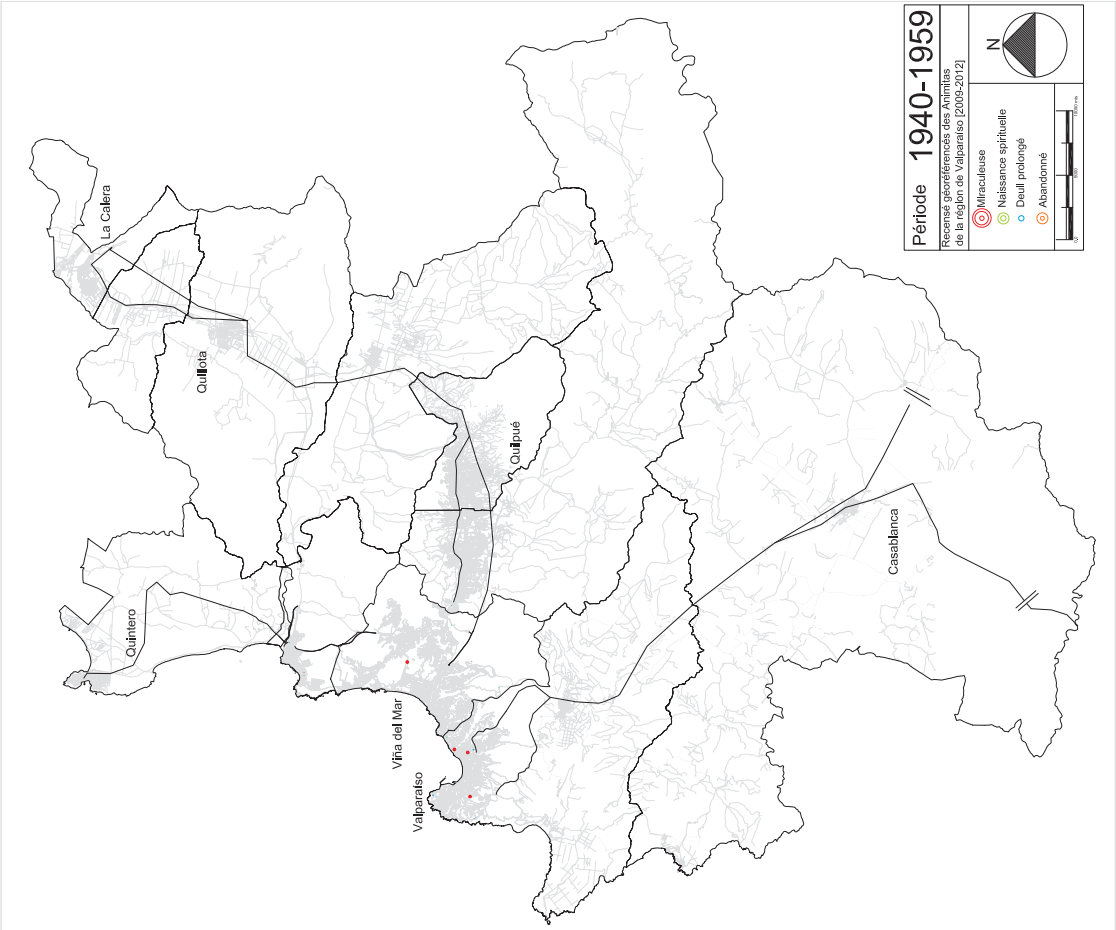 La Calera
Quillota
Quintero
Quilpué
Viña del Mar
Valparaíso
Casablanca
Période 1940-1959
Recensé géoréférencés des Animitas
de la région de Valparaíso [2009-2012]
Miraculeuse
Naissance spirituelle
Deuil prolongé
Abandonné
N